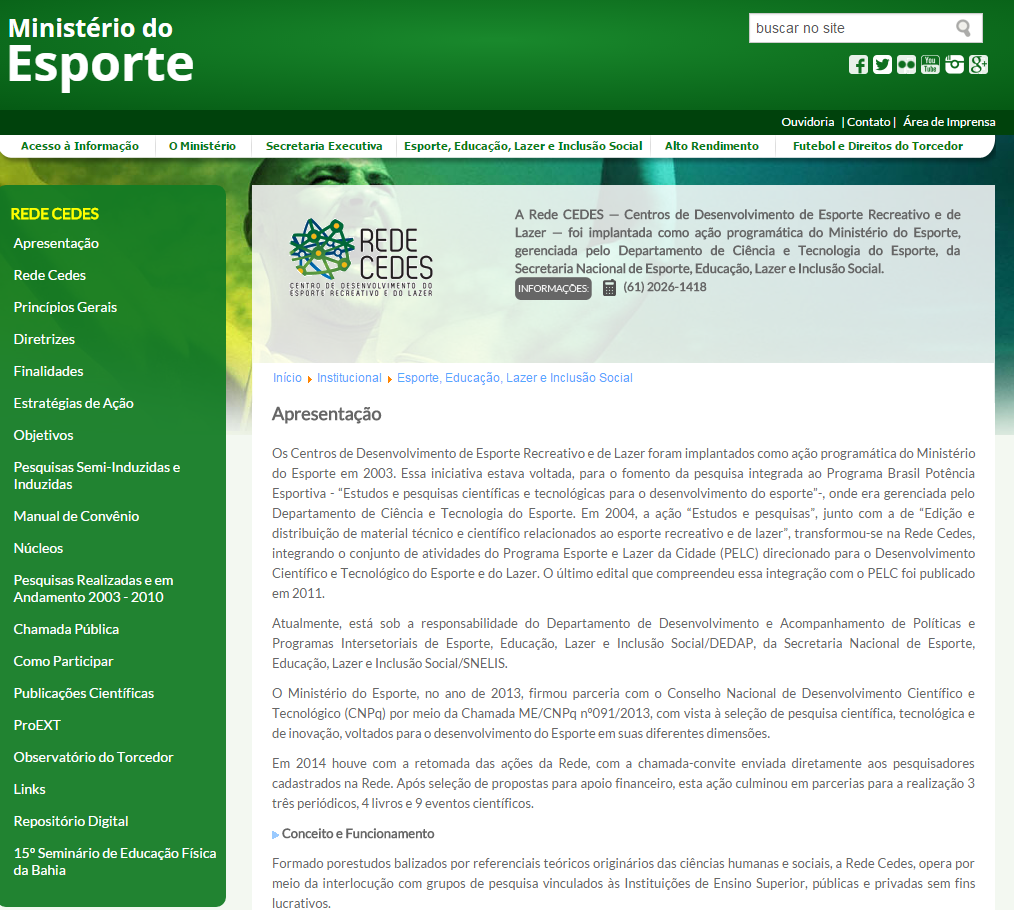 Ministério do
Esporte
buscar no site
You
Tube
Ouvidoria | Contato | Área de Imprensa
Acesso à Informação O Ministério Secretaria Executiva Esporte, Educação, Lazer e Inclusão Social Alto Rendimento Futebol e Direitos do Torcedor
REDE CEDES
Apresentação
Rede Cedes
Princípios Gerais
Diretrizes
Finalidades
Estratégias de Ação
Objetivos
Pesquisas Semi-Induzidas e
Induzidas
Manual de Convênio
Núcleos
Pesquisas Realizadas e em
Andamento 2003 - 2010
Chamada Pública
Como Participar
Publicações Científicas
ProEXT
Observatório do Torcedor
Links
Repositório Digital
15º Seminário de Educação Física
da Bahia
REDE
CEDES
CENTRO DE DESENVOLVIMENTO DO
ESPORTE RECREATIVO E DO LAZER
A Rede CEDES — Centros de Desenvolvimento de Esporte Recreativo e de
Lazer — foi implantada como ação programática do Ministério do Esporte,
gerenciada pelo Departamento de Ciência e Tecnologia do Esporte, da
Secretaria Nacional de Esporte, Educação, Lazer e Inclusão Social.
INFORMAÇÕES: (61) 2026-1418
Início Institucional Esporte, Educação, Lazer e Inclusão Social
Apresentação
Os Centros de Desenvolvimento de Esporte Recreativo e de Lazer foram implantados como ação programática do Ministério
do Esporte em 2003. Essa iniciativa estava voltada, para o fomento da pesquisa integrada ao Programa Brasil Potência
Esportiva - “Estudos e pesquisas científicas e tecnológicas para o desenvolvimento do esporte”-, onde era gerenciada pelo
Departamento de Ciência e Tecnologia do Esporte. Em 2004, a ação “Estudos e pesquisas”, junto com a de “Edição e
distribuição de material técnico e científico relacionados ao esporte recreativo e de lazer”, transformou-se na Rede Cedes,
integrando o conjunto de atividades do Programa Esporte e Lazer da Cidade (PELC) direcionado para o Desenvolvimento
Científico e Tecnológico do Esporte e do Lazer. O último edital que compreendeu essa integração com o PELC foi publicado
em 2011.
Atualmente, está sob a responsabilidade do Departamento de Desenvolvimento e Acompanhamento de Políticas e
Programas Intersetoriais de Esporte, Educação, Lazer e Inclusão Social/DEDAP, da Secretaria Nacional de Esporte,
Educação, Lazer e Inclusão Social/SNELIS.
O Ministério do Esporte, no ano de 2013, firmou parceria com o Conselho Nacional de Desenvolvimento Científico e
Tecnológico (CNPq) por meio da Chamada ME/CNPq nº091/2013, com vista à seleção de pesquisa científica, tecnológica e
de inovação, voltados para o desenvolvimento do Esporte em suas diferentes dimensões.
Em 2014 houve com a retomada das ações da Rede, com a chamada-convite enviada diretamente aos pesquisadores
cadastrados na Rede. Após seleção de propostas para apoio financeiro, esta ação culminou em parcerias para a realização 3
três periódicos, 4 livros e 9 eventos científicos.
Conceito e Funcionamento
Formado porestudos balizados por referenciais teóricos originários das ciências humanas e sociais, a Rede Cedes, opera por
meio da interlocução com grupos de pesquisa vinculados às Instituições de Ensino Superior, públicas e privadas sem fins
lucrativos.